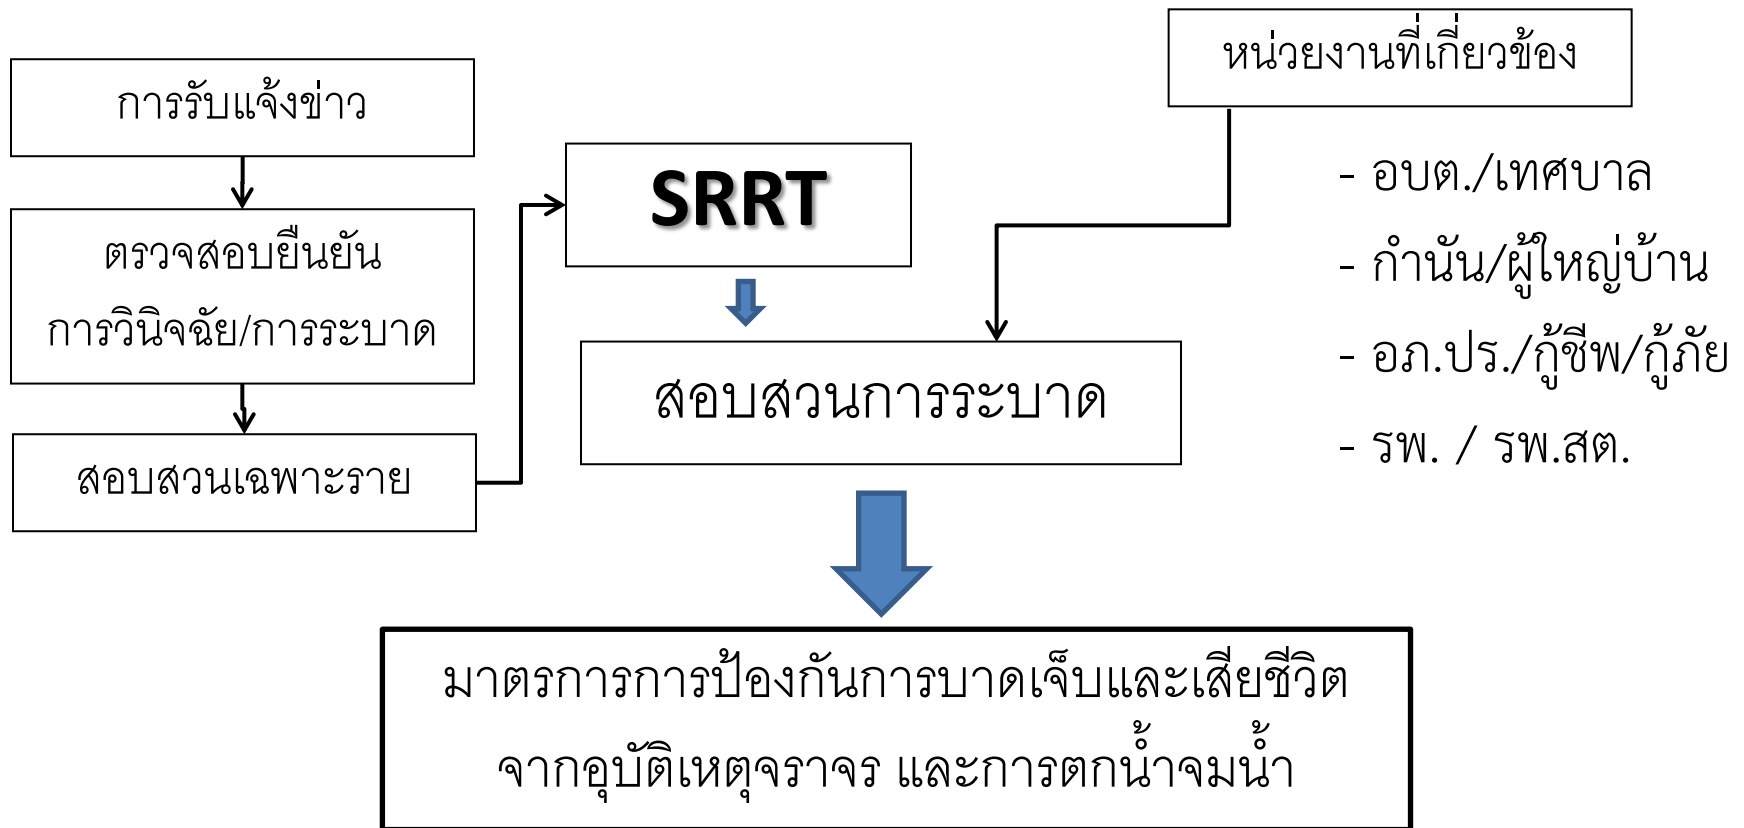 การรับแจ้งข่าว
ตรวจสอบยืนยัน
การวินิจฉัย/การระบาด
สอบสวนเฉพาะราย
SRRT
สอบสวนการระบาด
หน่วยงานที่เกี่ยวข้อง
- อบต./เทศบาล
- กำนัน/ผู้ใหญ่บ้าน
- อภ.ปร./กู้ชีพ/กู้ภัย
- รพ. / รพ.สต.
มาตรการการป้องกันการบาดเจ็บและเสียชีวิต
จากอุบัติเหตุจราจร และการตกน้ำจมน้ำ